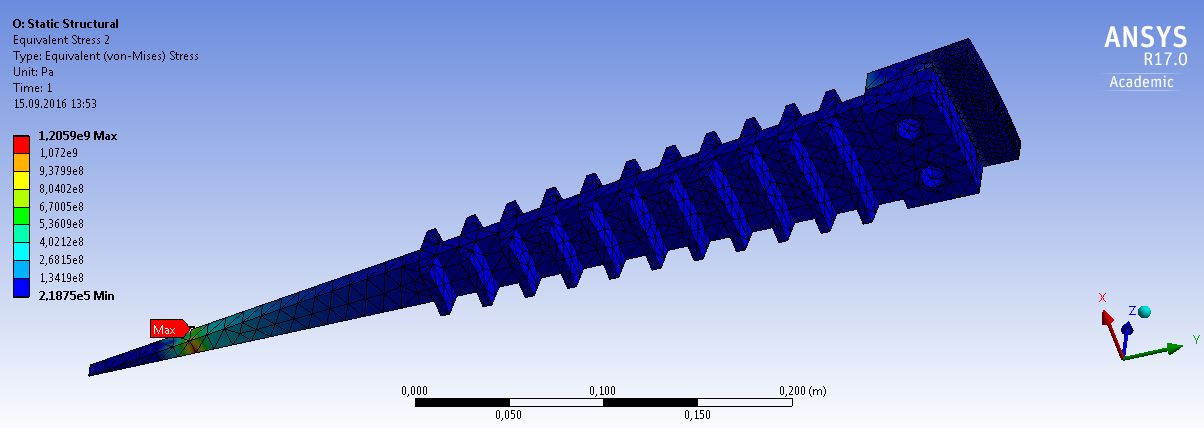 O: Static Structural
Equivalent Stress 2
Type: Equivalent (von-Mises) Stress
Unit: Pa
Time: 1
15.09.2016 13:53
1,2059e9 Max
1,072e9
9,3799e8
8,0402e8
6,7005e8
5,3609e8
4,0212e8
2,6815e8
1,3419e8
2,1875e5 Min
ANSYS
R17.0
Academic
Max
0,000
0,100
0,200 (m)
0,050
0,150
X
Z
Y